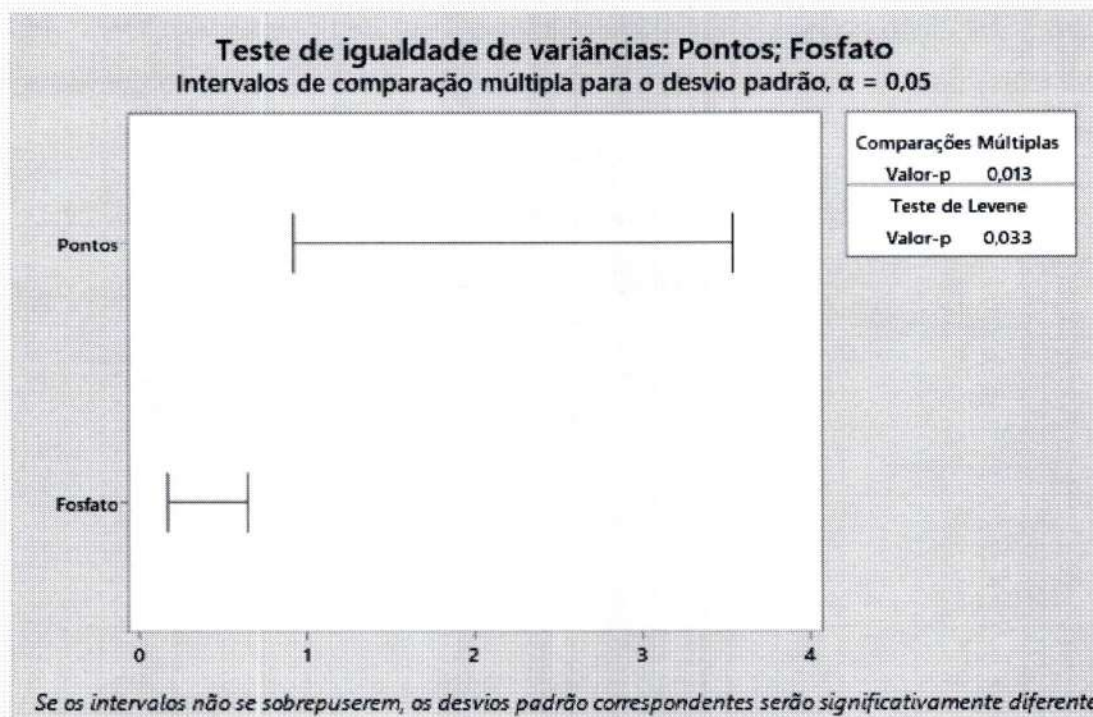 Teste de igualdade de variâncias: Pontos; Fosfato
Intervalos de comparação múltipla para o desvio padrão, α = 0,05
Comparações Múltiplas
Valor-p 0,013
Teste de Levene
Valor-p 0,033
Pontos
Fosfato
0 1 2 3 4
Se os intervalos não se sobrepuserem, os desvios padrão correspondentes serão significativamente diferente